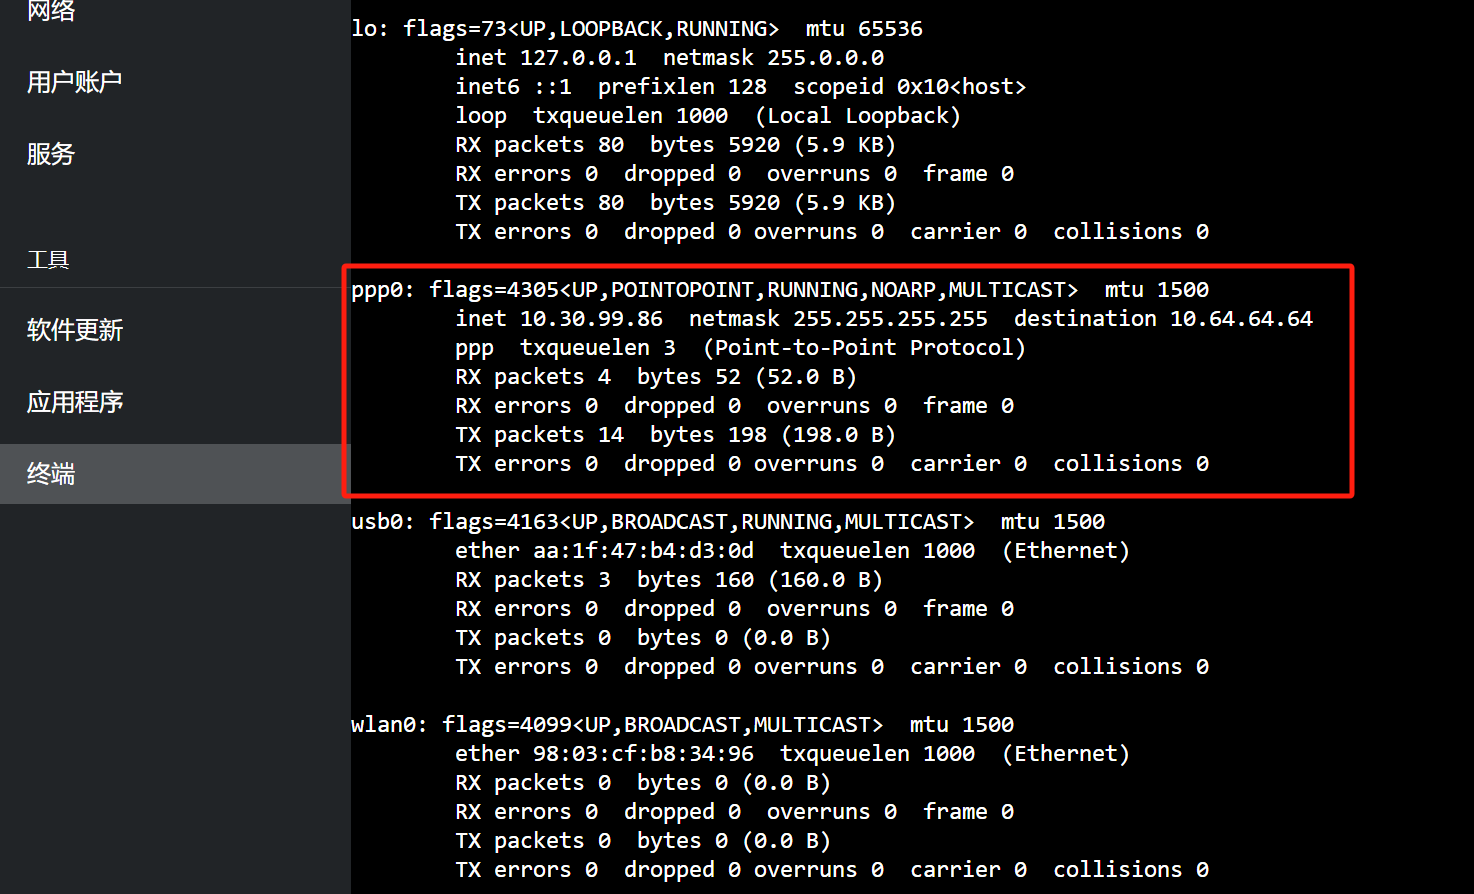 网络
用户账户
服务
工具
软件更新
应用程序
终端
lo: flags=73<UP,LOOPBACK,RUNNING>  mtu 65536
        inet 127.0.0.1  netmask 255.0.0.0
        inet6 ::1  prefixlen 128  scopeid 0x10<host>
        loop  txqueuelen 1000  (Local Loopback)
        RX packets 80  bytes 5920 (5.9 KB)
        RX errors 0  dropped 0  overruns 0  frame 0
        TX packets 80  bytes 5920 (5.9 KB)
        TX errors 0  dropped 0 overruns 0  carrier 0  collisions 0
ppp0: flags=4305<UP,POINTOPOINT,RUNNING,NOARP,MULTICAST>  mtu 1500
        inet 10.30.99.86  netmask 255.255.255.255  destination 10.64.64.64
        ppp  txqueuelen 3  (Point-to-Point Protocol)
        RX packets 4  bytes 52 (52.0 B)
        RX errors 0  dropped 0  overruns 0  frame 0
        TX packets 14  bytes 198 (198.0 B)
        TX errors 0  dropped 0 overruns 0  carrier 0  collisions 0
usb0: flags=4163<UP,BROADCAST,RUNNING,MULTICAST>  mtu 1500
        ether aa:1f:47:b4:d3:0d  txqueuelen 1000  (Ethernet)
        RX packets 3  bytes 160 (160.0 B)
        RX errors 0  dropped 0  overruns 0  frame 0
        TX packets 0  bytes 0 (0.0 B)
        TX errors 0  dropped 0 overruns 0  carrier 0  collisions 0
wlan0: flags=4099<UP,BROADCAST,MULTICAST>  mtu 1500
        ether 98:03:cf:b8:34:96  txqueuelen 1000  (Ethernet)
        RX packets 0  bytes 0 (0.0 B)
        RX errors 0  dropped 0  overruns 0  frame 0
        TX packets 0  bytes 0 (0.0 B)
        TX errors 0  dropped 0 overruns 0  carrier 0  collisions 0